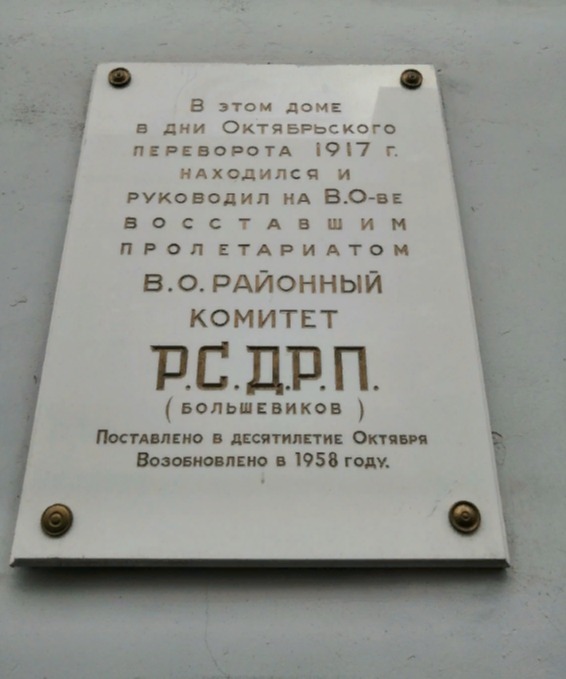 В ЭТОМ ДОМЕ
В ДНИ ОКТЯБРЬСКОГО
ПЕРЕВОРОТА 1917 Г.
НАХОДИЛСЯ И
РУКОВОДИЛ НА В.О-ВЕ
ВОССТАВШИМ
ПРОЛЕТАРИАТОМ
В.О. РАЙОННЫЙ
КОМИТЕТ
Р.С.Д.Р.П.
(БОЛЬШЕВИКОВ)
ПОСТАВЛЕНО В ДЕСЯТИЛЕТИЕ ОКТЯБРЯ
ВОЗОБНОВЛЕНО В 1958 ГОДУ.